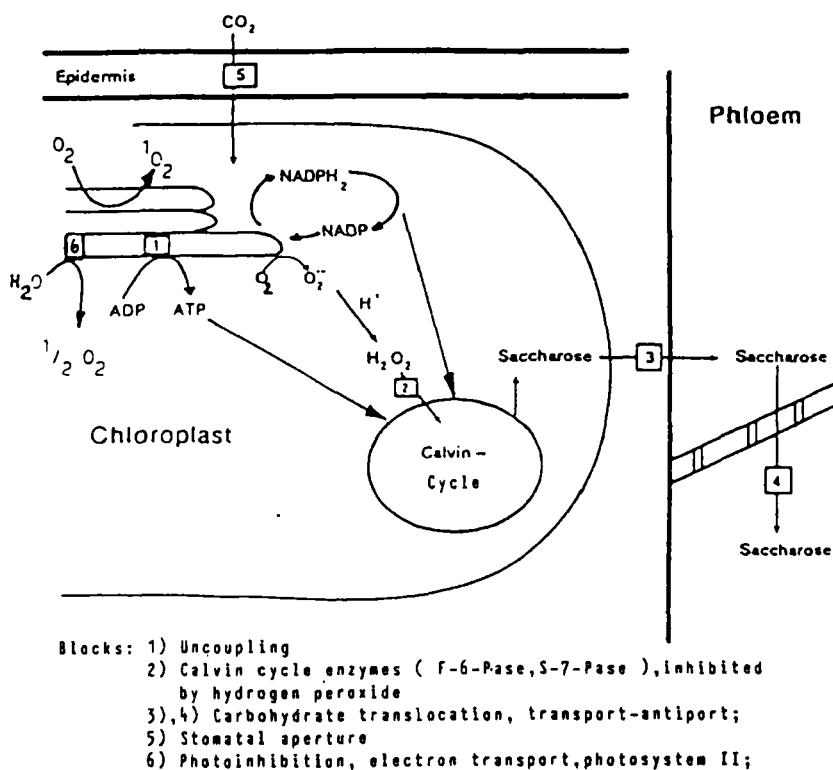 CO₂
Epidermis
5
Phloem
O₂
¹O₂
NADPH₂
NADP
6
1
H₂O
O₂
O₂⁻·
ADP
ATP
H⁺
¹/₂ O₂
H₂O₂
2
Saccharose
3
Saccharose
Chloroplast
Calvin-
Cycle
4
Saccharose
Blocks: 1) Uncoupling
2) Calvin cycle enzymes ( F-6-Pase,S-7-Pase ),inhibited
by hydrogen peroxide
3),4) Carbohydrate translocation, transport-antiport;
5) Stomatal aperture
6) Photoinhibition, electron transport,photosystem II;